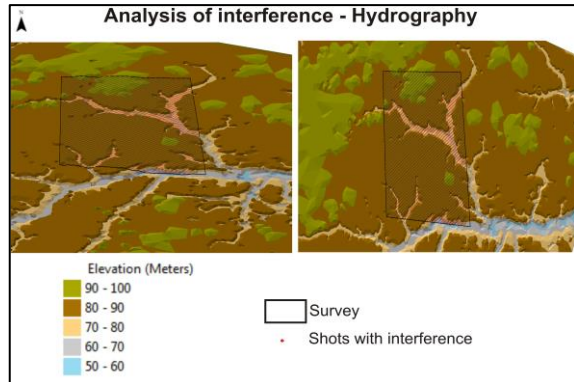 Analysis of interference - Hydrography
N
Elevation (Meters)
90 - 100
80 - 90
70 - 80
60 - 70
50 - 60
Survey
Shots with interference